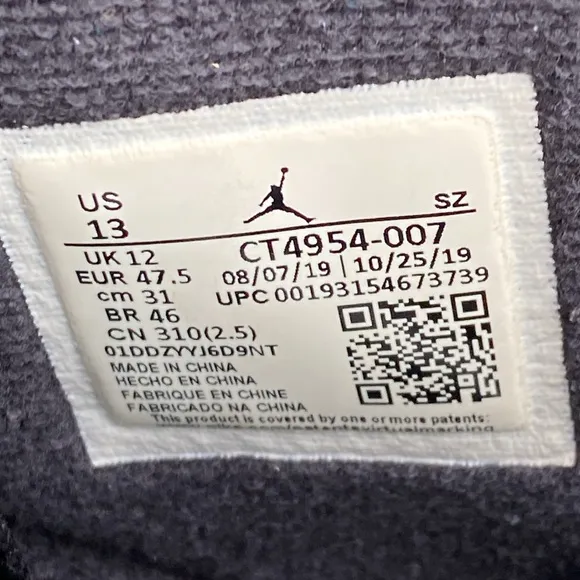 US SZ
13
CT4954-007
UK 12
08/07/19 | 10/25/19
EUR 47.5
UPC 00193154673739
cm 31
BR 46
CN 310(2.5)
01DDZYYJ6D9NT
MADE IN CHINA
HECHO EN CHINA
FABRIQUE EN CHINE
FABRICADO NA CHINA
This product is covered by one or more patents: